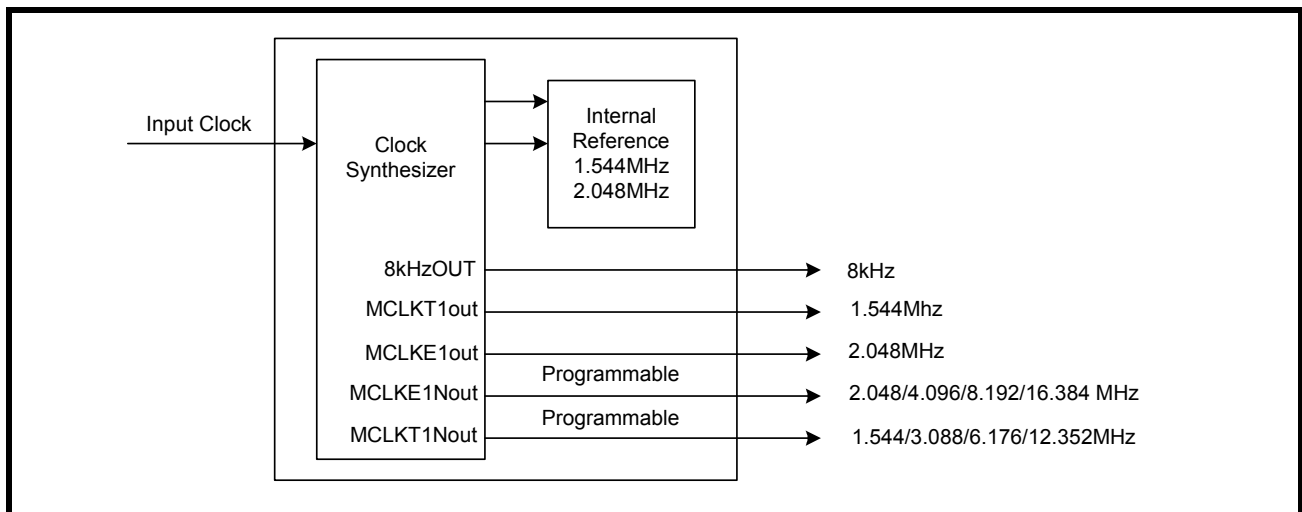 Input Clock
Clock
Synthesizer
Internal
Reference
1.544MHz
2.048MHz
8kHzOUT
8kHz
MCLKT1out
1.544Mhz
MCLKE1out
2.048MHz
MCLKE1Nout
Programmable
2.048/4.096/8.192/16.384 MHz
MCLKT1Nout
Programmable
1.544/3.088/6.176/12.352MHz